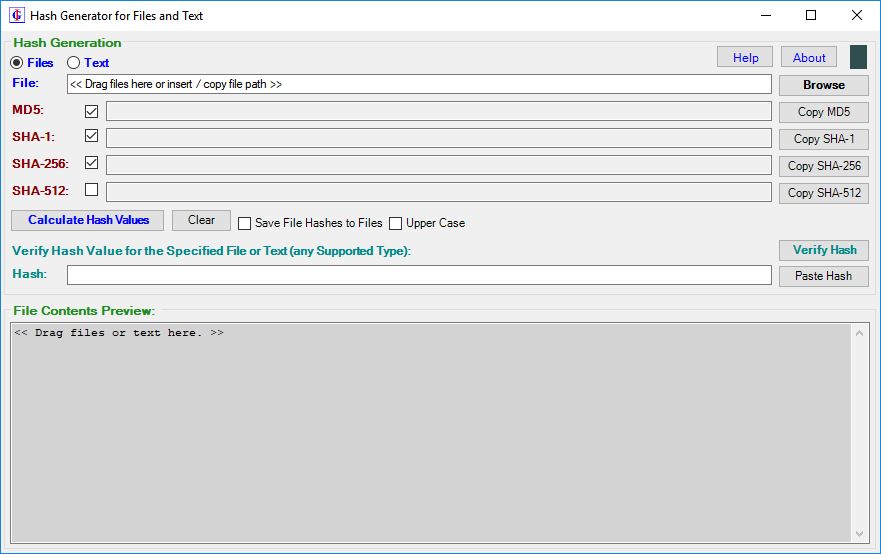 Hash Generator for Files and Text
Hash Generation
Files Text Help About
File: << Drag files here or insert / copy file path >> Browse
MD5: Copy MD5
SHA-1: Copy SHA-1
SHA-256: Copy SHA-256
SHA-512: Copy SHA-512
Calculate Hash Values Clear Save File Hashes to Files Upper Case
Verify Hash Value for the Specified File or Text (any Supported Type): Verify Hash
Hash: Paste Hash
File Contents Preview:
<< Drag files or text here. >>